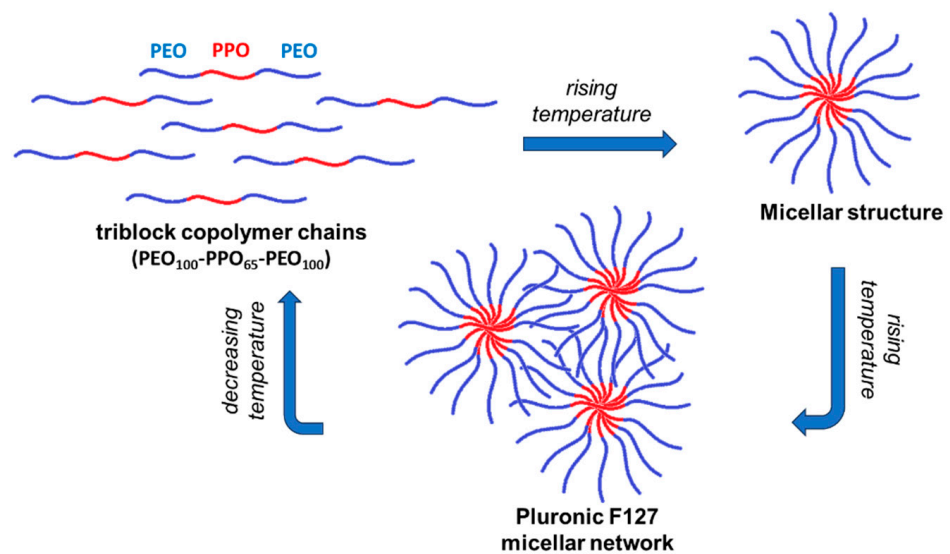 PEO PPO PEO
rising
temperature
triblock copolymer chains
(PEO₁₀₀-PPO₆₅-PEO₁₀₀)
Micellar structure
decreasing
temperature
rising
temperature
Pluronic F127
micellar network